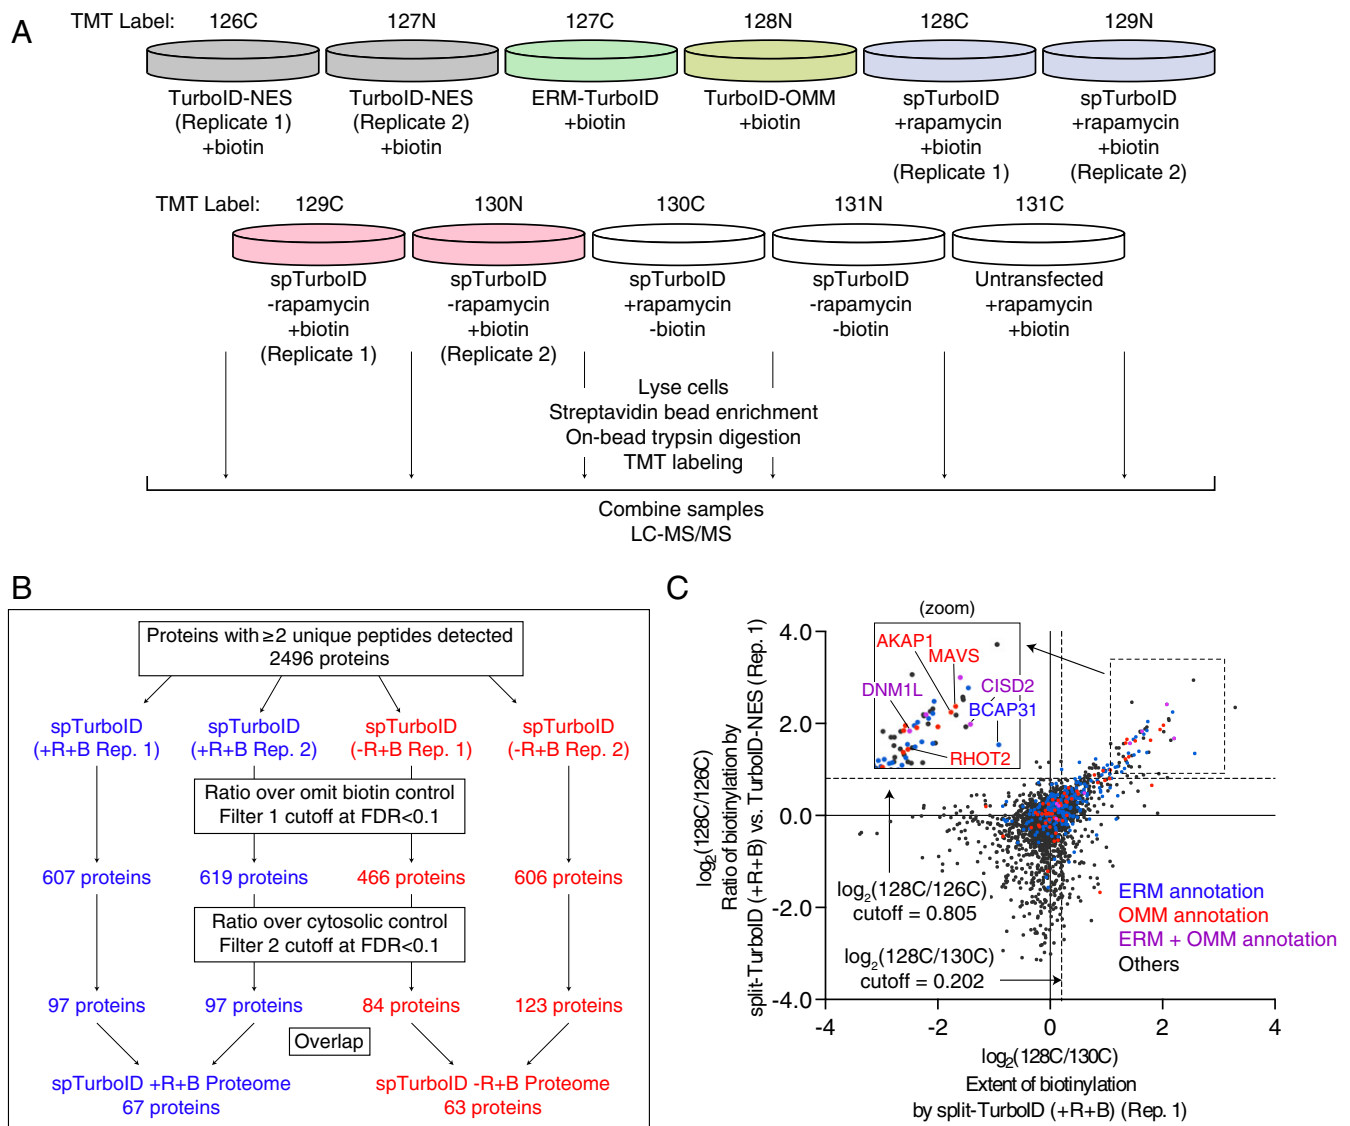 A
TMT Label: 126C 127N 127C 128N 128C 129N
TurboID-NES
(Replicate 1)
+biotin
TurboID-NES
(Replicate 2)
+biotin
ERM-TurboID
+biotin
TurboID-OMM
+biotin
spTurboID
+rapamycin
+biotin
(Replicate 1)
spTurboID
+rapamycin
+biotin
(Replicate 2)
TMT Label: 129C 130N 130C 131N 131C
spTurboID
-rapamycin
+biotin
(Replicate 1)
spTurboID
-rapamycin
+biotin
(Replicate 2)
spTurboID
+rapamycin
-biotin
spTurboID
-rapamycin
-biotin
Untransfected
+rapamycin
+biotin
Lyse cells
Streptavidin bead enrichment
On-bead trypsin digestion
TMT labeling
Combine samples
LC-MS/MS
B
Proteins with ≥2 unique peptides detected
2496 proteins
spTurboID
(+R+B Rep. 1)
spTurboID
(+R+B Rep. 2)
spTurboID
(-R+B Rep. 1)
spTurboID
(-R+B Rep. 2)
Ratio over omit biotin control
Filter 1 cutoff at FDR<0.1
607 proteins 619 proteins 466 proteins 606 proteins
Ratio over cytosolic control
Filter 2 cutoff at FDR<0.1
97 proteins 97 proteins 84 proteins 123 proteins
Overlap
spTurboID +R+B Proteome
67 proteins
spTurboID -R+B Proteome
63 proteins
C
(zoom)
AKAP1
MAVS
DNM1L
CISD2
BCAP31
RHOT2
log₂(128C/126C)
Ratio of biotinylation by
split-TurboID (+R+B) vs. TurboID-NES (Rep. 1)
4.0
2.0
0.0
-2.0
-4.0
log₂(128C/126C)
cutoff = 0.805
log₂(128C/130C)
cutoff = 0.202
ERM annotation
OMM annotation
ERM + OMM annotation
Others
-4 -2 0 2 4
log₂(128C/130C)
Extent of biotinylation
by split-TurboID (+R+B) (Rep. 1)